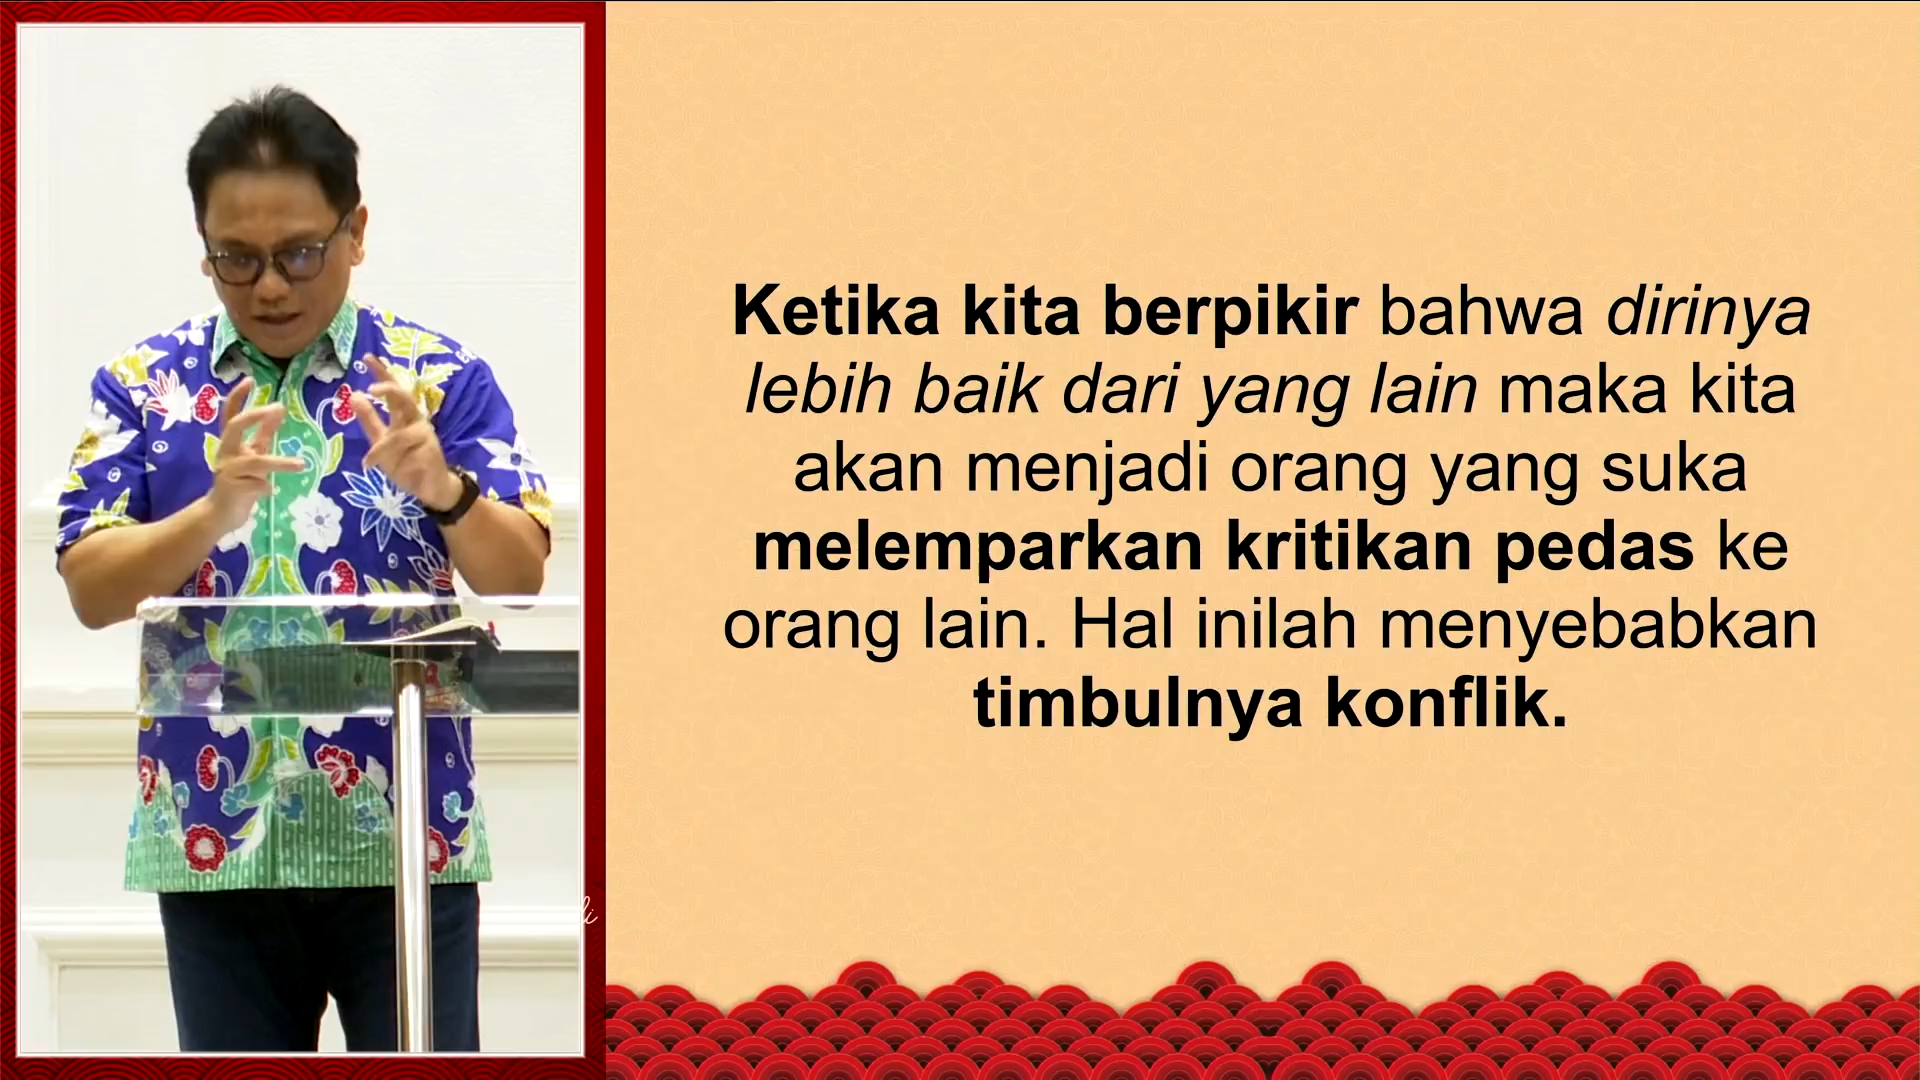 Ketika kita berpikir bahwa dirinya
lebih baik dari yang lain maka kita
akan menjadi orang yang suka
melemparkan kritikan pedas ke
orang lain. Hal inilah menyebabkan
timbulnya konflik.